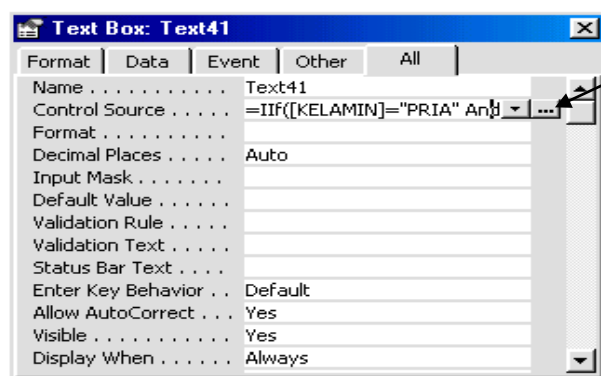 Text Box: Text41
Format Data Event Other All
Name . . . . . . . . . . . Text41
Control Source . . . . . =IIf([KELAMIN]="PRIA" And ...
Format . . . . . . . . . .
Decimal Places . . . . . Auto
Input Mask . . . . . . .
Default Value . . . . . .
Validation Rule . . . . .
Validation Text . . . . .
Status Bar Text . . . .
Enter Key Behavior . . Default
Allow AutoCorrect . . . Yes
Visible . . . . . . . . . . . Yes
Display When . . . . . . Always